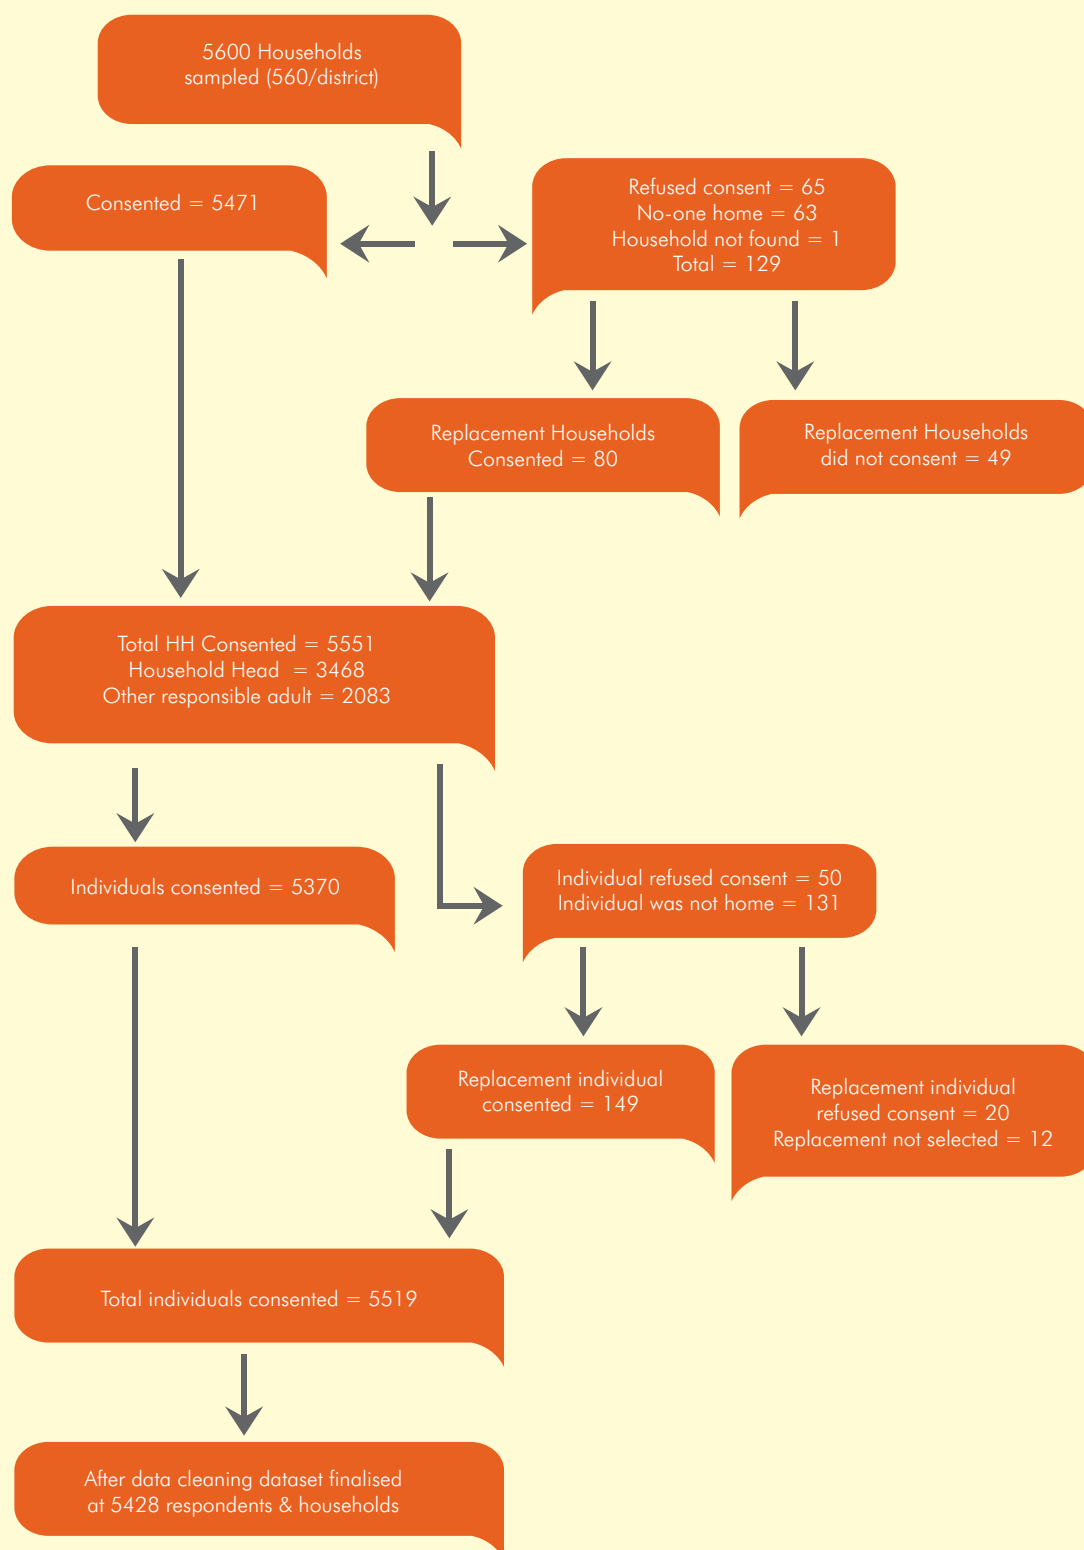 5600 Households
sampled (560/district)
Consented = 5471
Refused consent = 65
No-one home = 63
Household not found = 1
Total = 129
Replacement Households
Consented = 80
Replacement Households
did not consent = 49
Total HH Consented = 5551
Household Head = 3468
Other responsible adult = 2083
Individuals consented = 5370
Individual refused consent = 50
Individual was not home = 131
Replacement individual
consented = 149
Replacement individual
refused consent = 20
Replacement not selected = 12
Total individuals consented = 5519
After data cleaning dataset finalised
at 5428 respondents & households